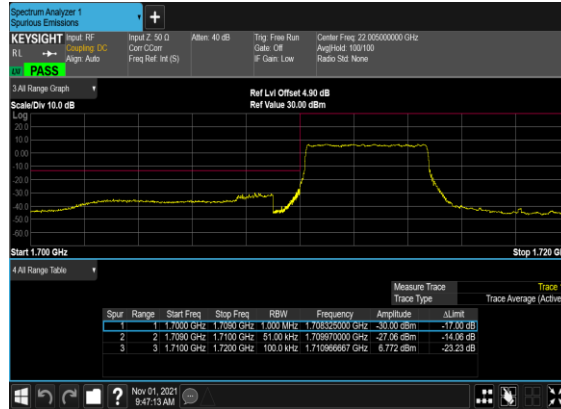 Spectrum Analyzer 1
Spurious Emissions
+
KEYSIGHT Input: RF Input Z: 50 Ω Atten: 40 dB Trig: Free Run Center Freq: 22.005000000 GHz
RL Coupling: DC Corr CCorr Gate: Off Avg|Hold: 100/100
Align: Auto Freq Ref: Int (S) IF Gain: Low Radio Std: None
PASS
3 All Range Graph
Ref Lvl Offset 4.90 dB
Scale/Div 10.0 dB Ref Value 30.00 dBm
Log
20.0
10.0
0.00
-10.0
-20.0
-30.0
-40.0
-50.0
-60.0
Start 1.700 GHz Stop 1.720 G
4 All Range Table
Measure Trace Trace
Trace Type Trace Average (Active
Spur Range Start Freq Stop Freq RBW Frequency Amplitude ΔLimit
1 1 1.7000 GHz 1.7090 GHz 1.000 MHz 1.708325000 GHz -30.00 dBm -17.00 dB
2 2 1.7090 GHz 1.7100 GHz 51.00 kHz 1.709970000 GHz -27.06 dBm -14.06 dB
3 3 1.7100 GHz 1.7200 GHz 100.0 kHz 1.710966667 GHz 6.772 dBm -23.23 dB
? Nov 01, 2021
9:47:13 AM